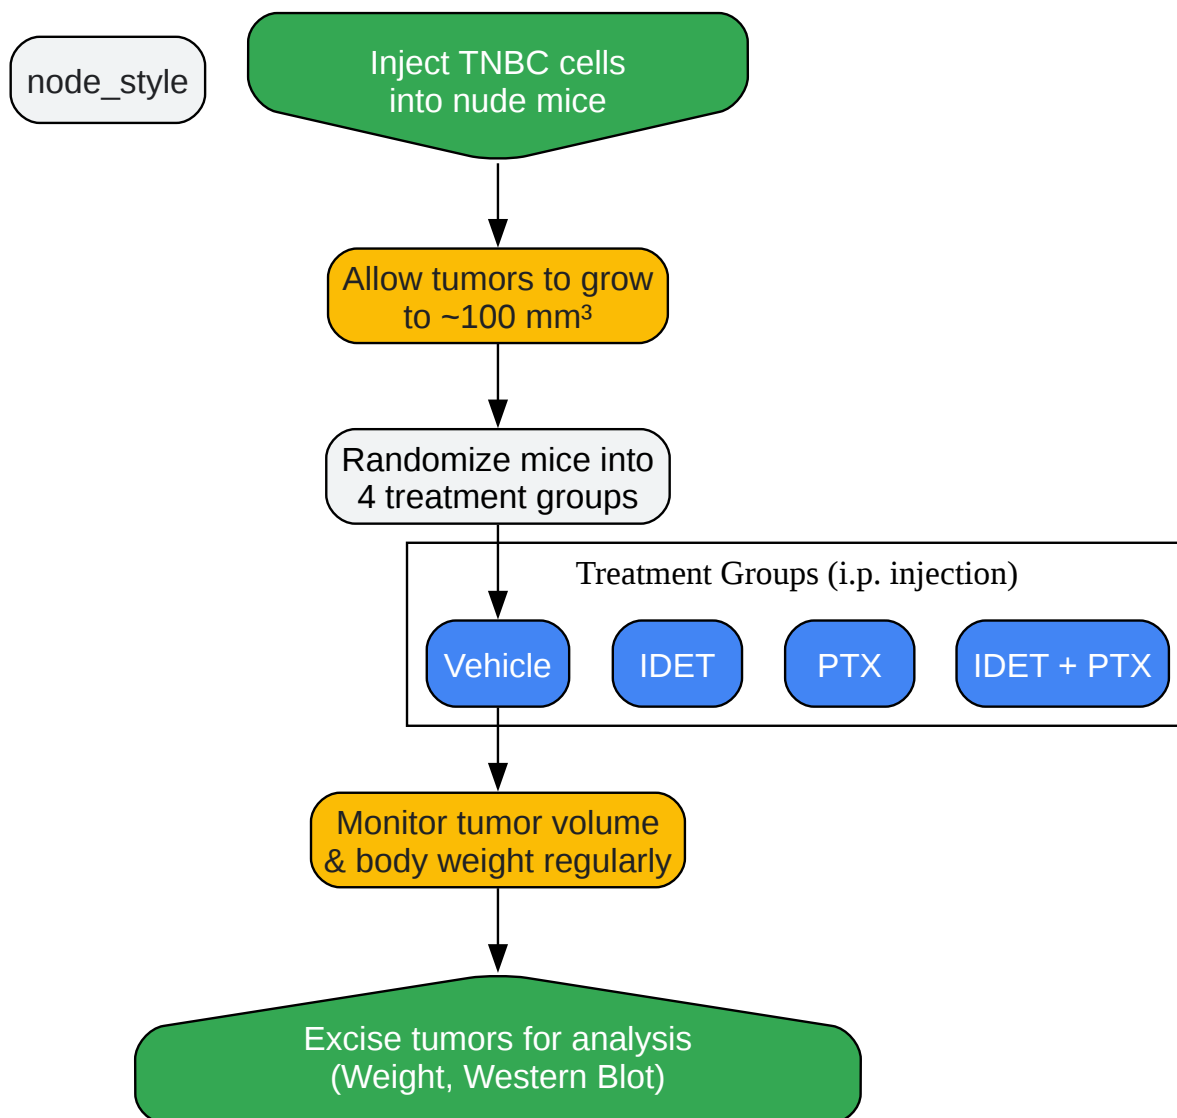 node_style
Inject TNBC cells
into nude mice
Allow tumors to grow
to ~100 mm³
Randomize mice into
4 treatment groups
Treatment Groups (i.p. injection)
Vehicle
IDET
PTX
IDET + PTX
Monitor tumor volume
& body weight regularly
Excise tumors for analysis
(Weight, Western Blot)